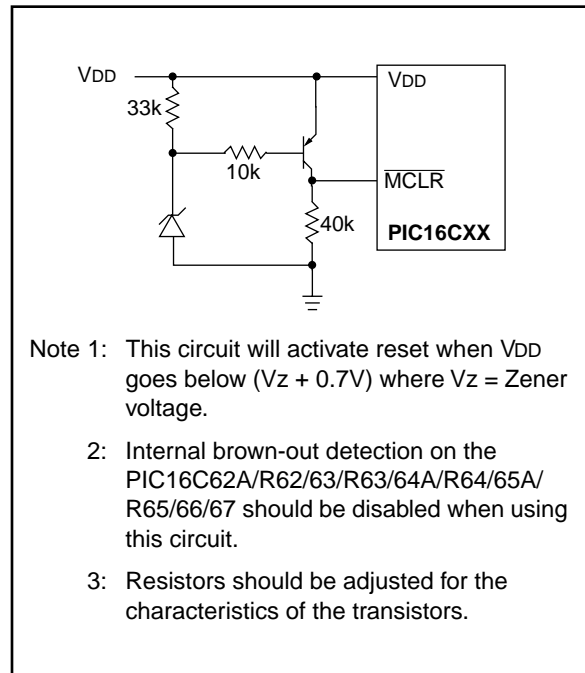 VDD
VDD
33k
10k
MCLR
40k
PIC16CXX
Note 1: This circuit will activate reset when VDD
goes below (Vz + 0.7V) where Vz = Zener
voltage.
2: Internal brown-out detection on the
PIC16C62A/R62/63/R63/64A/R64/65A/
R65/66/67 should be disabled when using
this circuit.
3: Resistors should be adjusted for the
characteristics of the transistors.